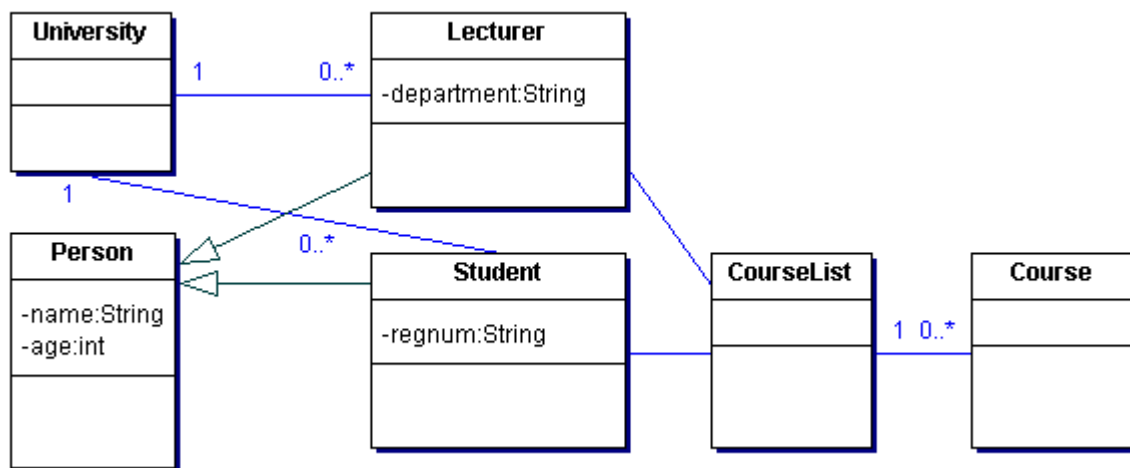 University
Lecturer
1
0..*
-department:String
1
0..*
Person
-name:String
-age:int
Student
-regnum:String
CourseList
1 0..*
Course